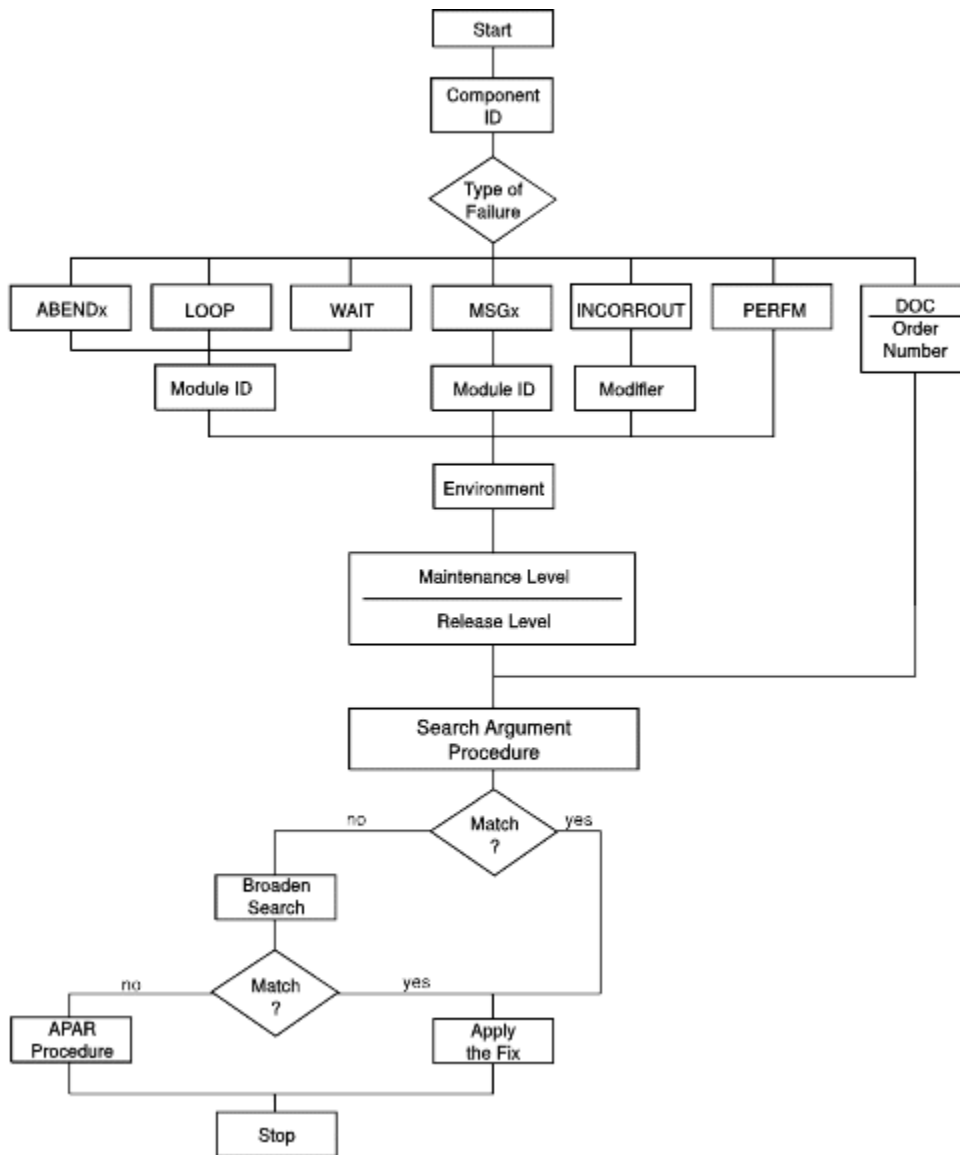 Start
Component
ID
Type of
Failure
ABENDx
LOOP
WAIT
MSGx
INCORROUT
PERFM
DOC
Order
Number
Module ID
Module ID
Modifier
Environment
Maintenance Level
Release Level
Search Argument
Procedure
no
Match
?
yes
Broaden
Search
no
Match
?
yes
APAR
Procedure
Apply
the Fix
Stop